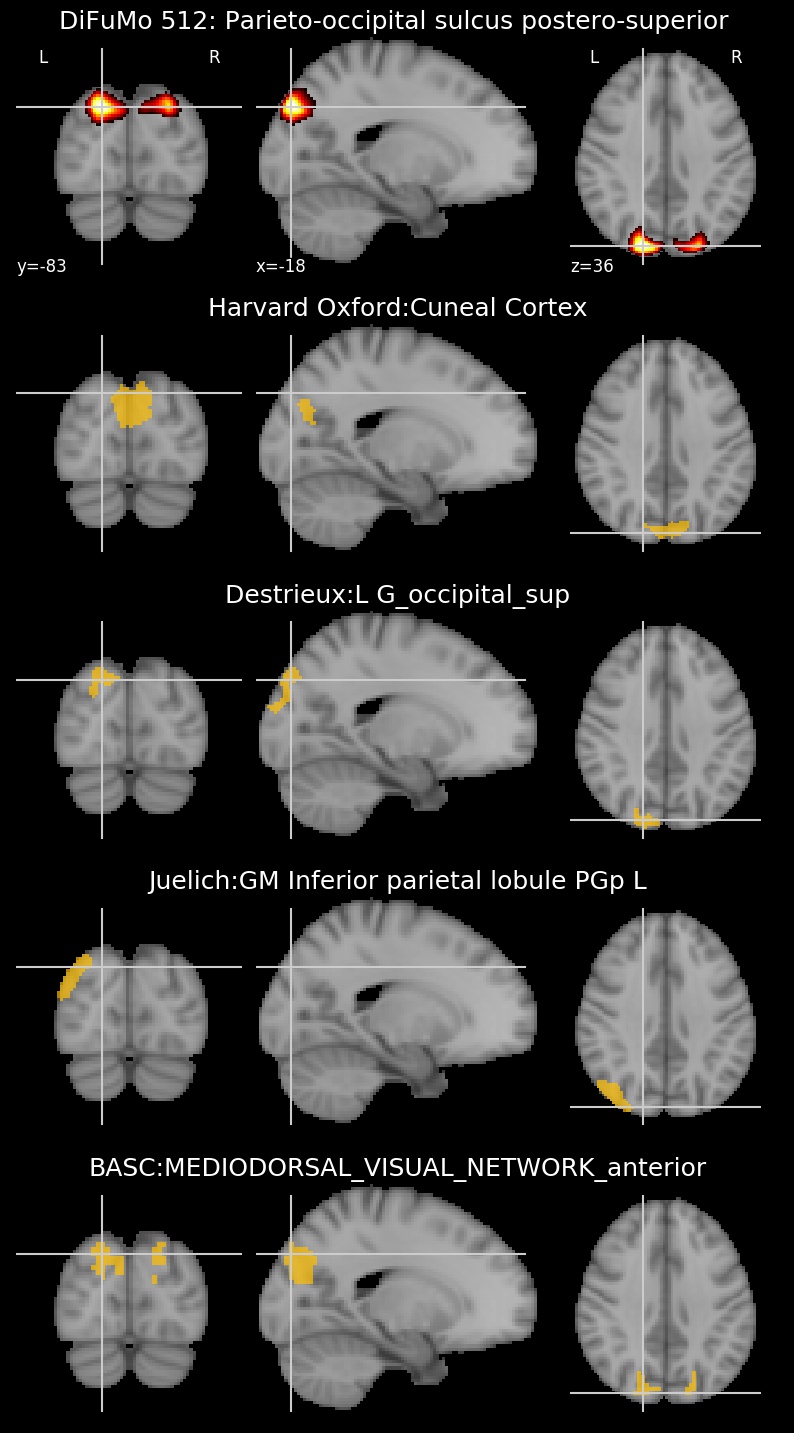 DiFuMo 512: Parieto-occipital sulcus postero-superior
L R L R
y=-83 x=-18 z=36
Harvard Oxford:Cuneal Cortex
Destrieux:L G_occipital_sup
Juelich:GM Inferior parietal lobule PGp L
BASC:MEDIODORSAL_VISUAL_NETWORK_anterior